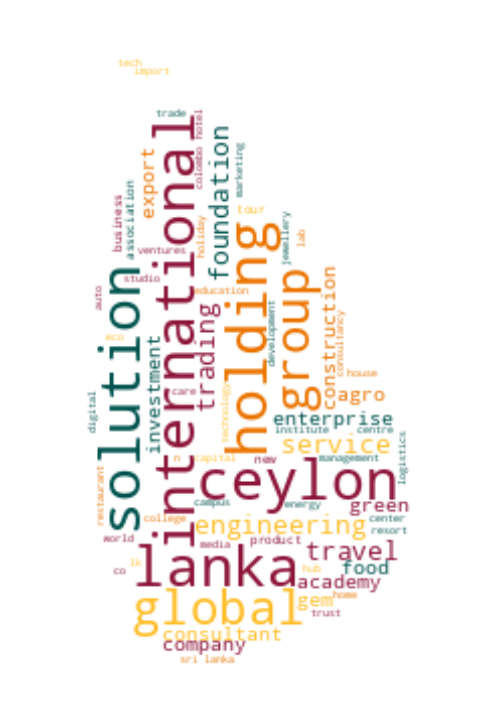 tech
import
trade
hotel
international
colombo
marketing
foundation
export
association
business
tour
jewellery
lab
holiday
holding
ventures
studio
education
auto
solution
group
construction
consultancy
development
trading
eco
investment
technology
care
house
agro
digital
enterprise
institute
centre
service
logistics
n
capital
new
management
ceylon
restaurant
campus
energy
green
college
engineering
center
resort
world
media
product
travel
lanka
co
lk
hub
food
academy
global
gem
home
trust
consultant
company
sri lanka